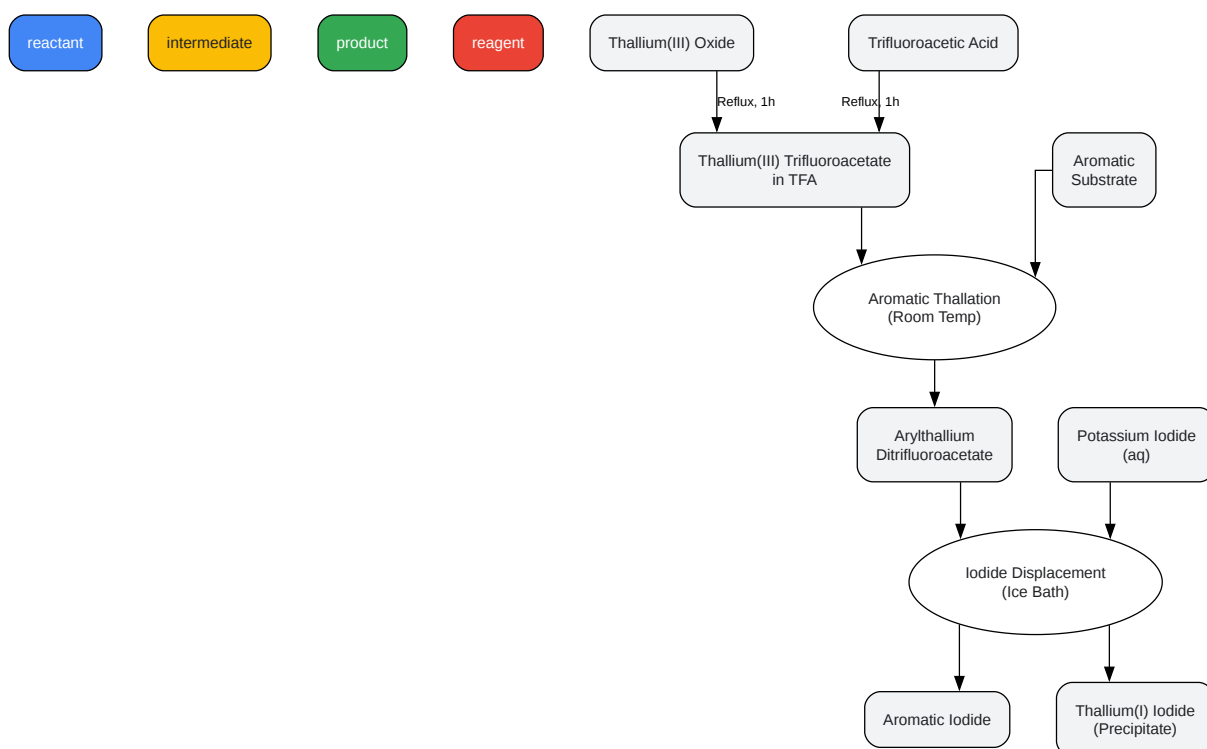 reactant
intermediate
product
reagent
Thallium(III) Oxide
Trifluoroacetic Acid
Reflux, 1h
Reflux, 1h
Thallium(III) Trifluoroacetate
in TFA
Aromatic
Substrate
Aromatic Thallation
(Room Temp)
Arylthallium
Ditrifluoroacetate
Potassium Iodide
(aq)
Iodide Displacement
(Ice Bath)
Aromatic Iodide
Thallium(I) Iodide
(Precipitate)